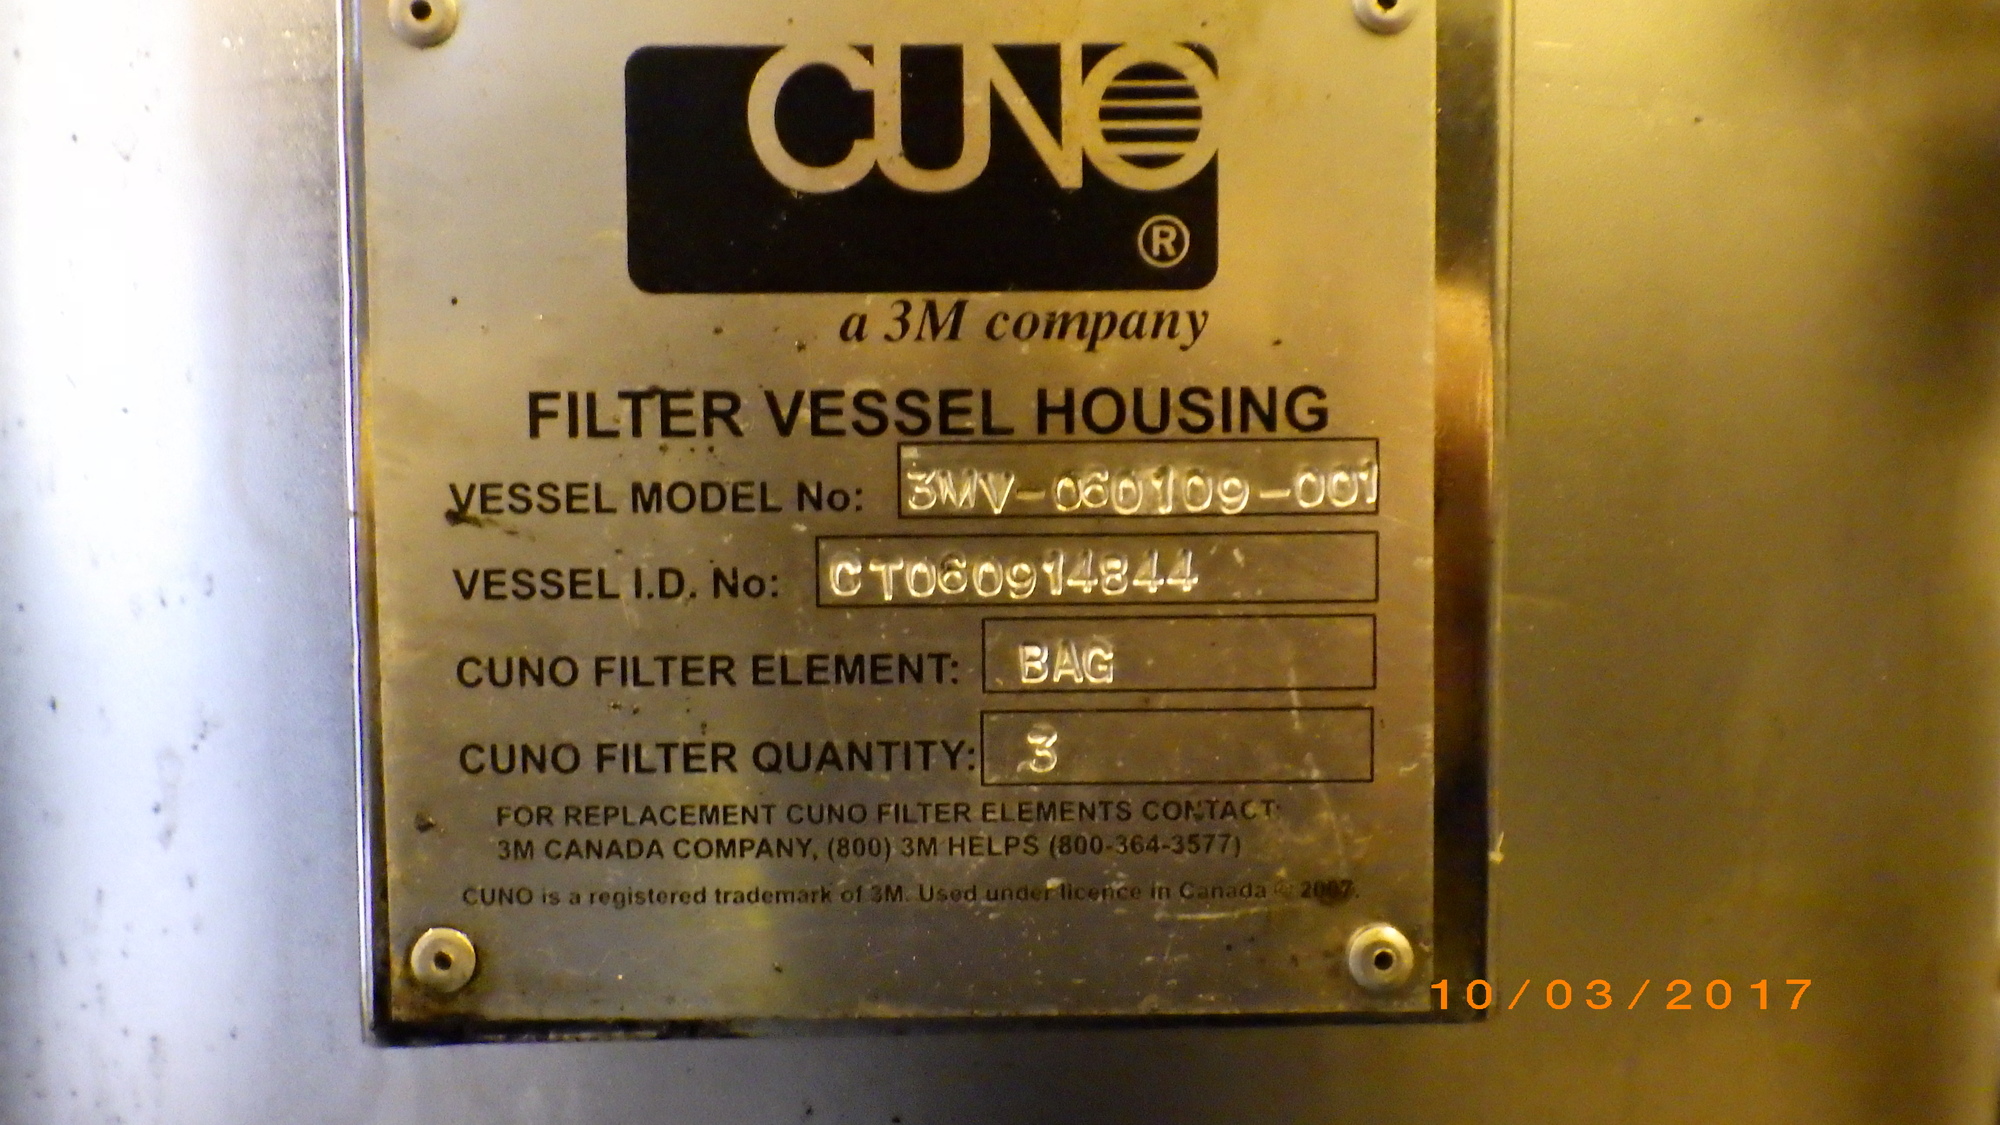 CUNO
®
a 3M company
FILTER VESSEL HOUSING
VESSEL MODEL No: 3MV-060109-001
VESSEL I.D. No: CT060914844
CUNO FILTER ELEMENT: BAG
CUNO FILTER QUANTITY: 3
FOR REPLACEMENT CUNO FILTER ELEMENTS CONTACT:
3M CANADA COMPANY, (800) 3M HELPS (800-364-3577)
CUNO is a registered trademark of 3M. Used under licence in Canada © 2007.
10/03/2017